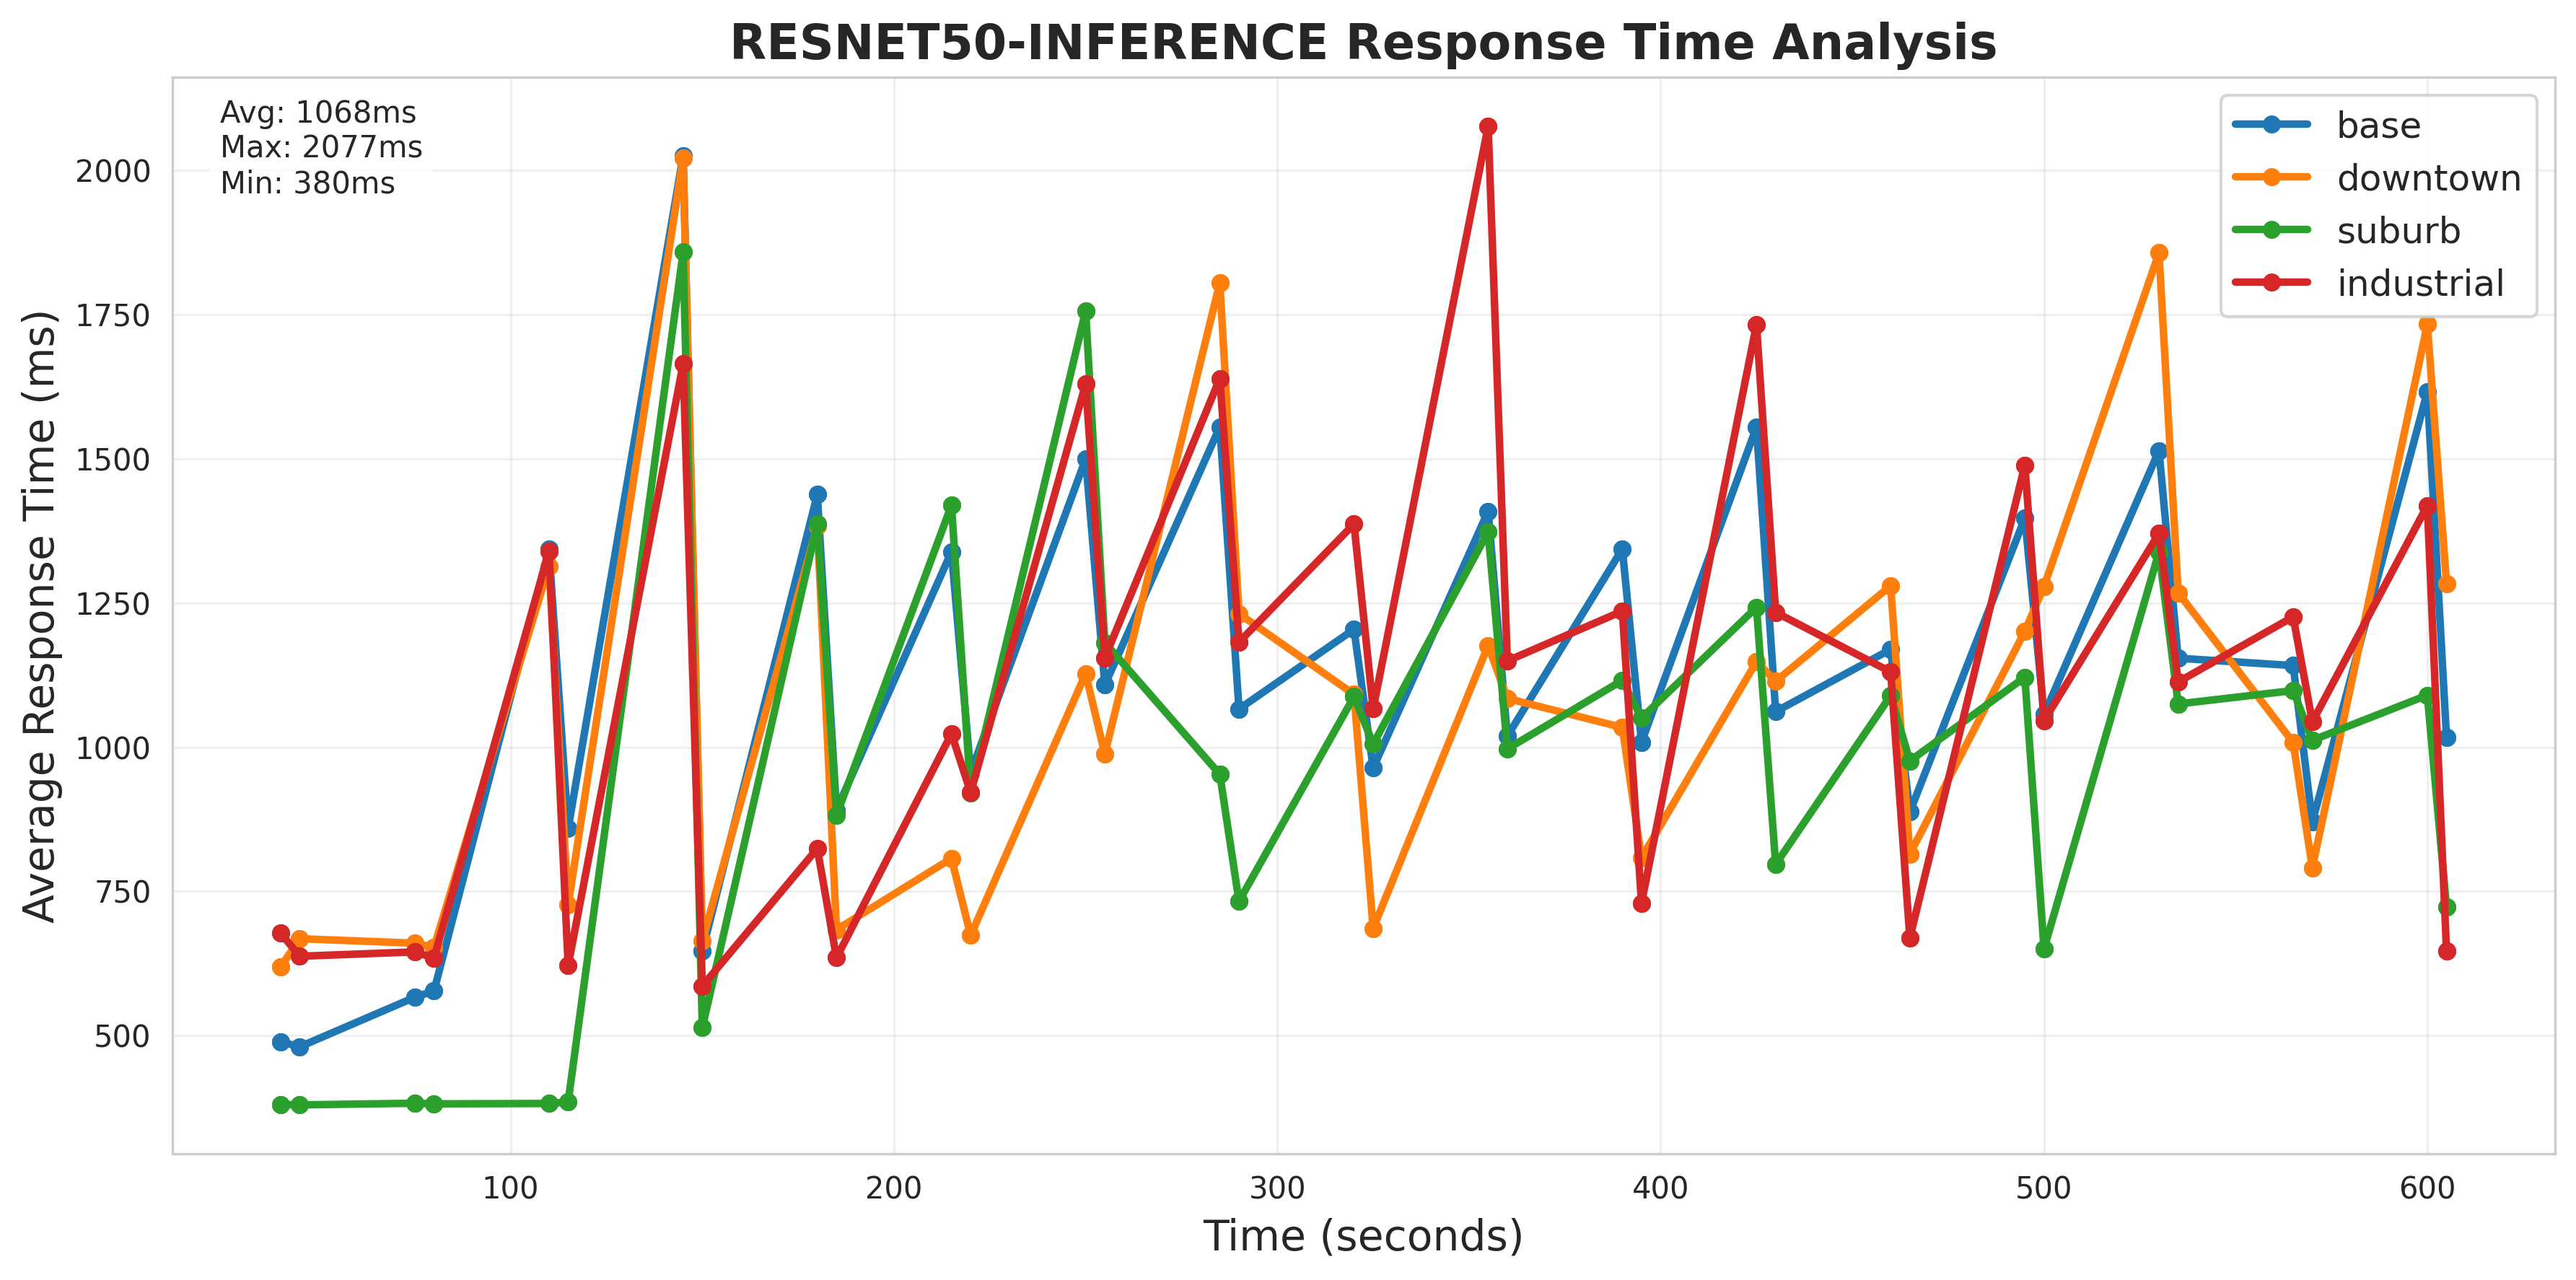 RESNET50-INFERENCE Response Time Analysis
Avg: 1068ms
Max: 2077ms
Min: 380ms
base
downtown
suburb
industrial
Average Response Time (ms)
2000
1750
1500
1250
1000
750
500
100 200 300 400 500 600
Time (seconds)